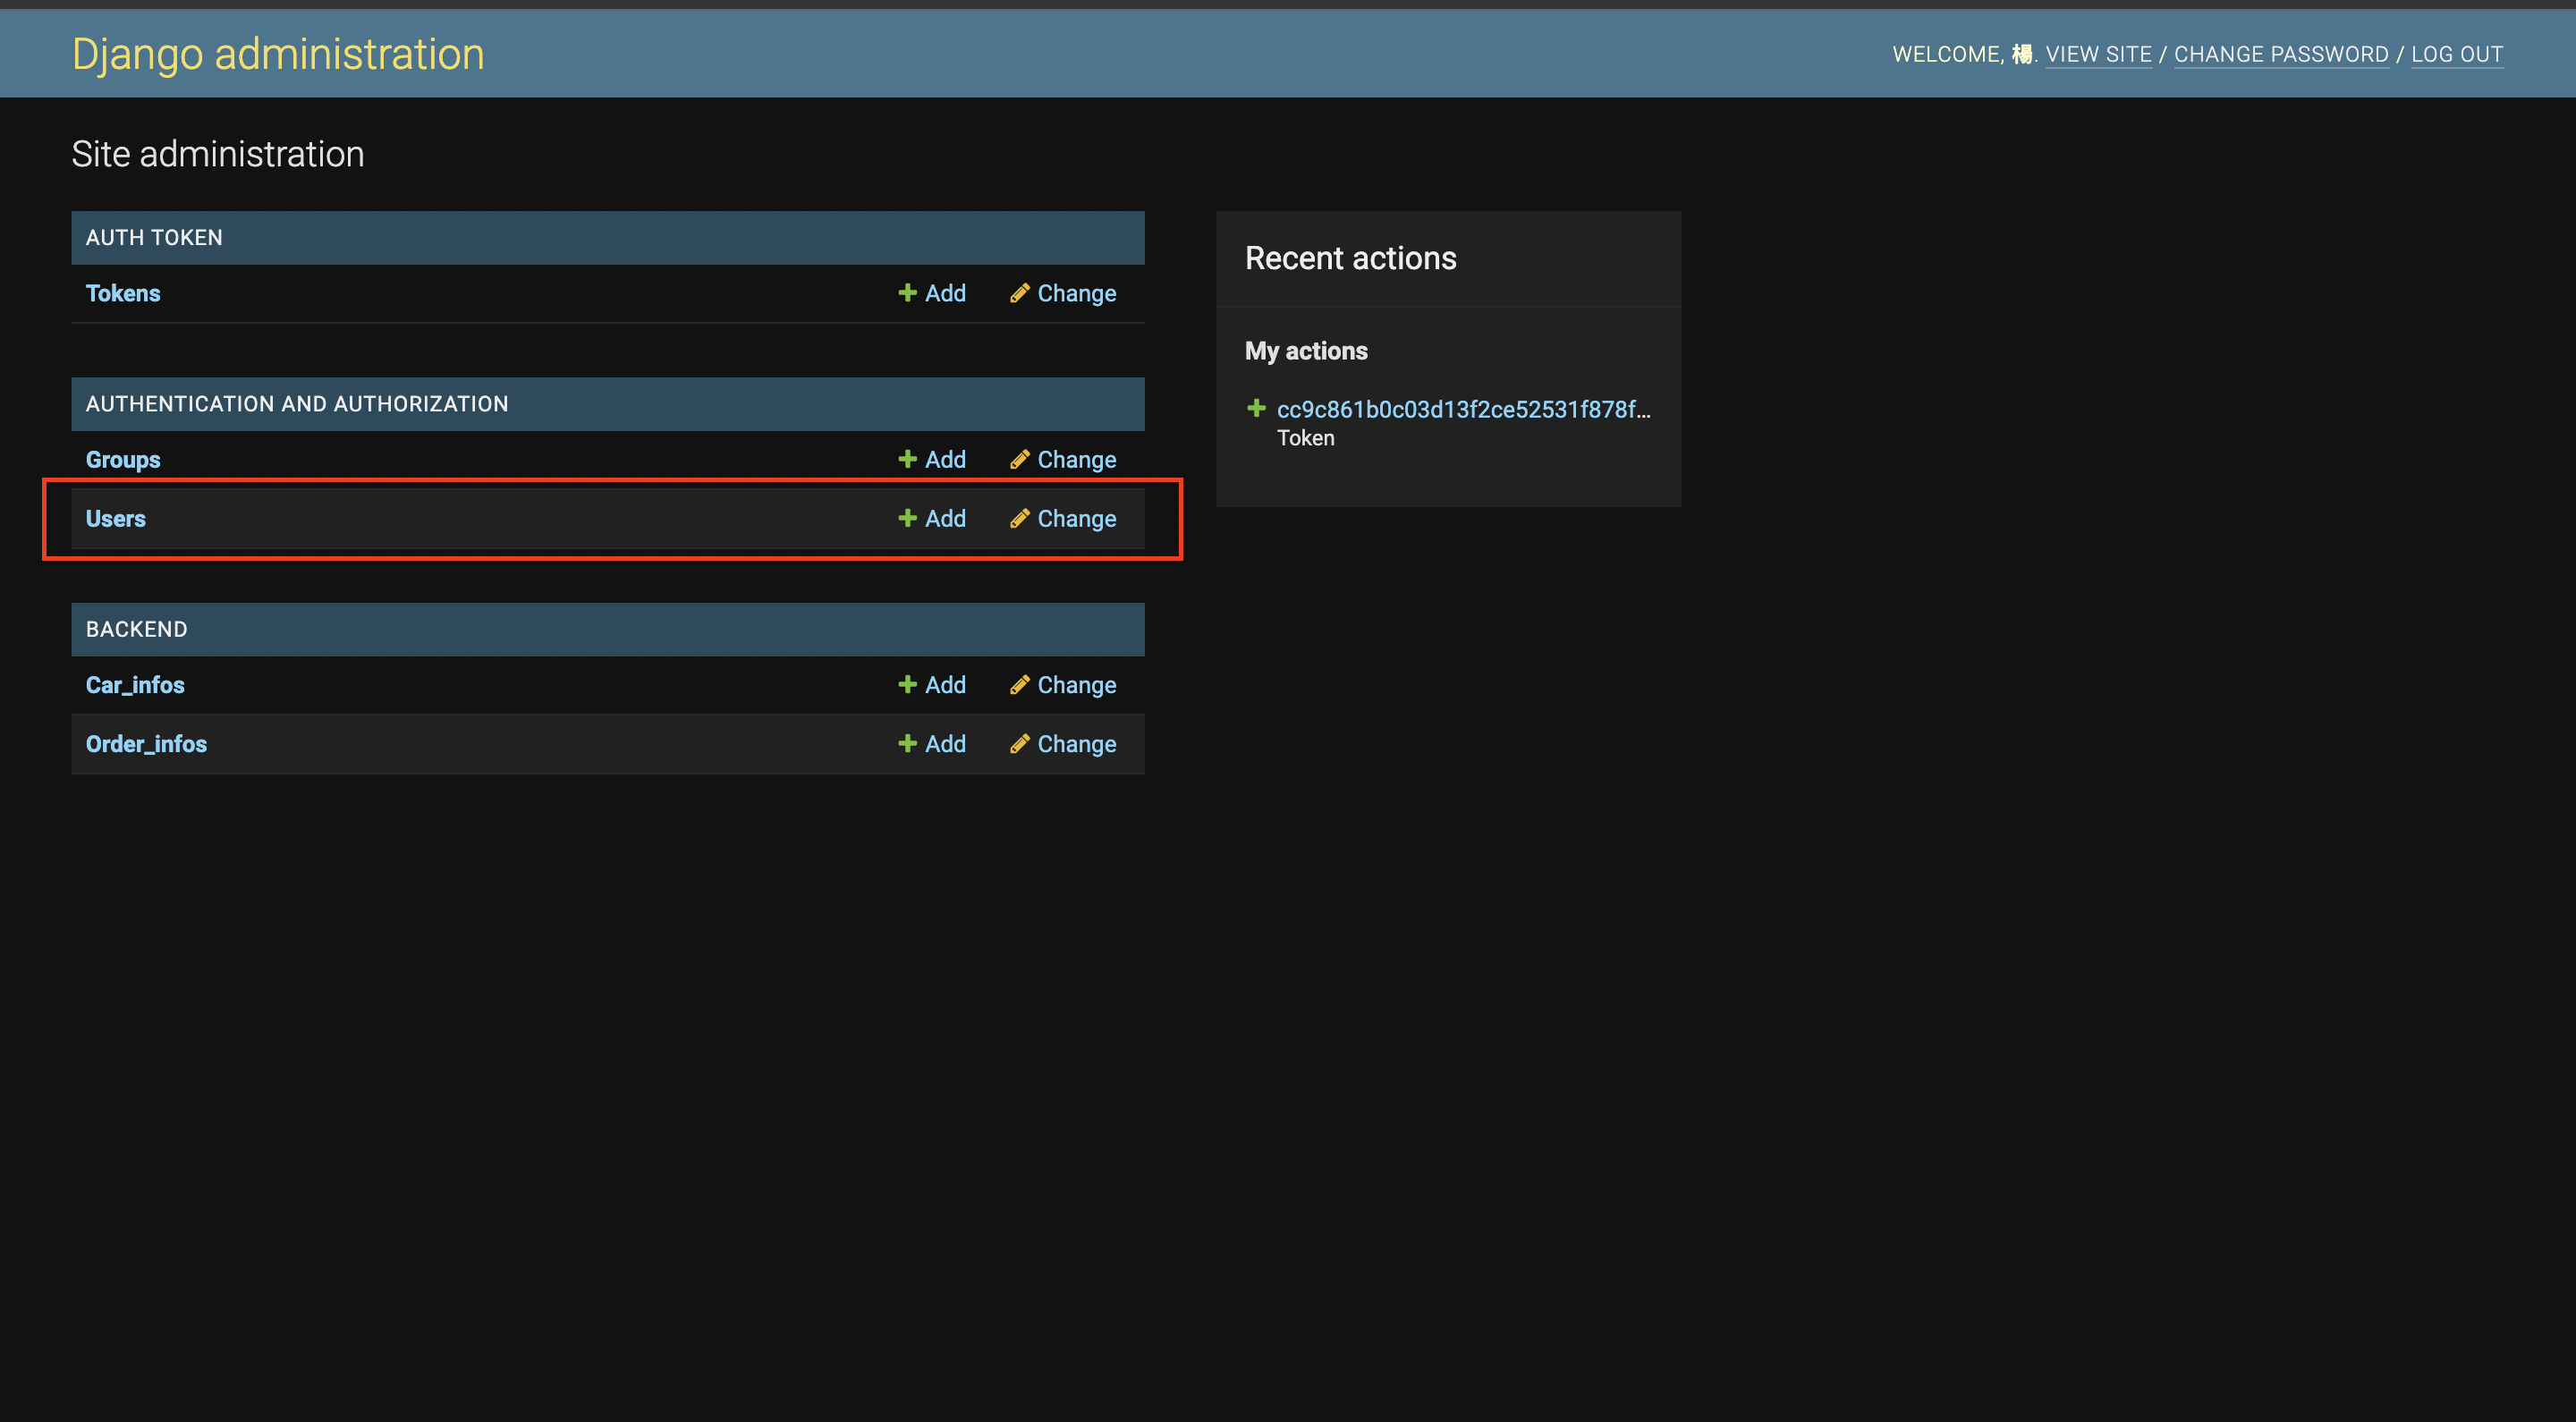 Django administration
WELCOME, 楊. VIEW SITE / CHANGE PASSWORD / LOG OUT
Site administration
AUTH TOKEN
Tokens Add Change
AUTHENTICATION AND AUTHORIZATION
Groups Add Change
Users Add Change
BACKEND
Car_infos Add Change
Order_infos Add Change
Recent actions
My actions
cc9c861b0c03d13f2ce52531f878f...
Token